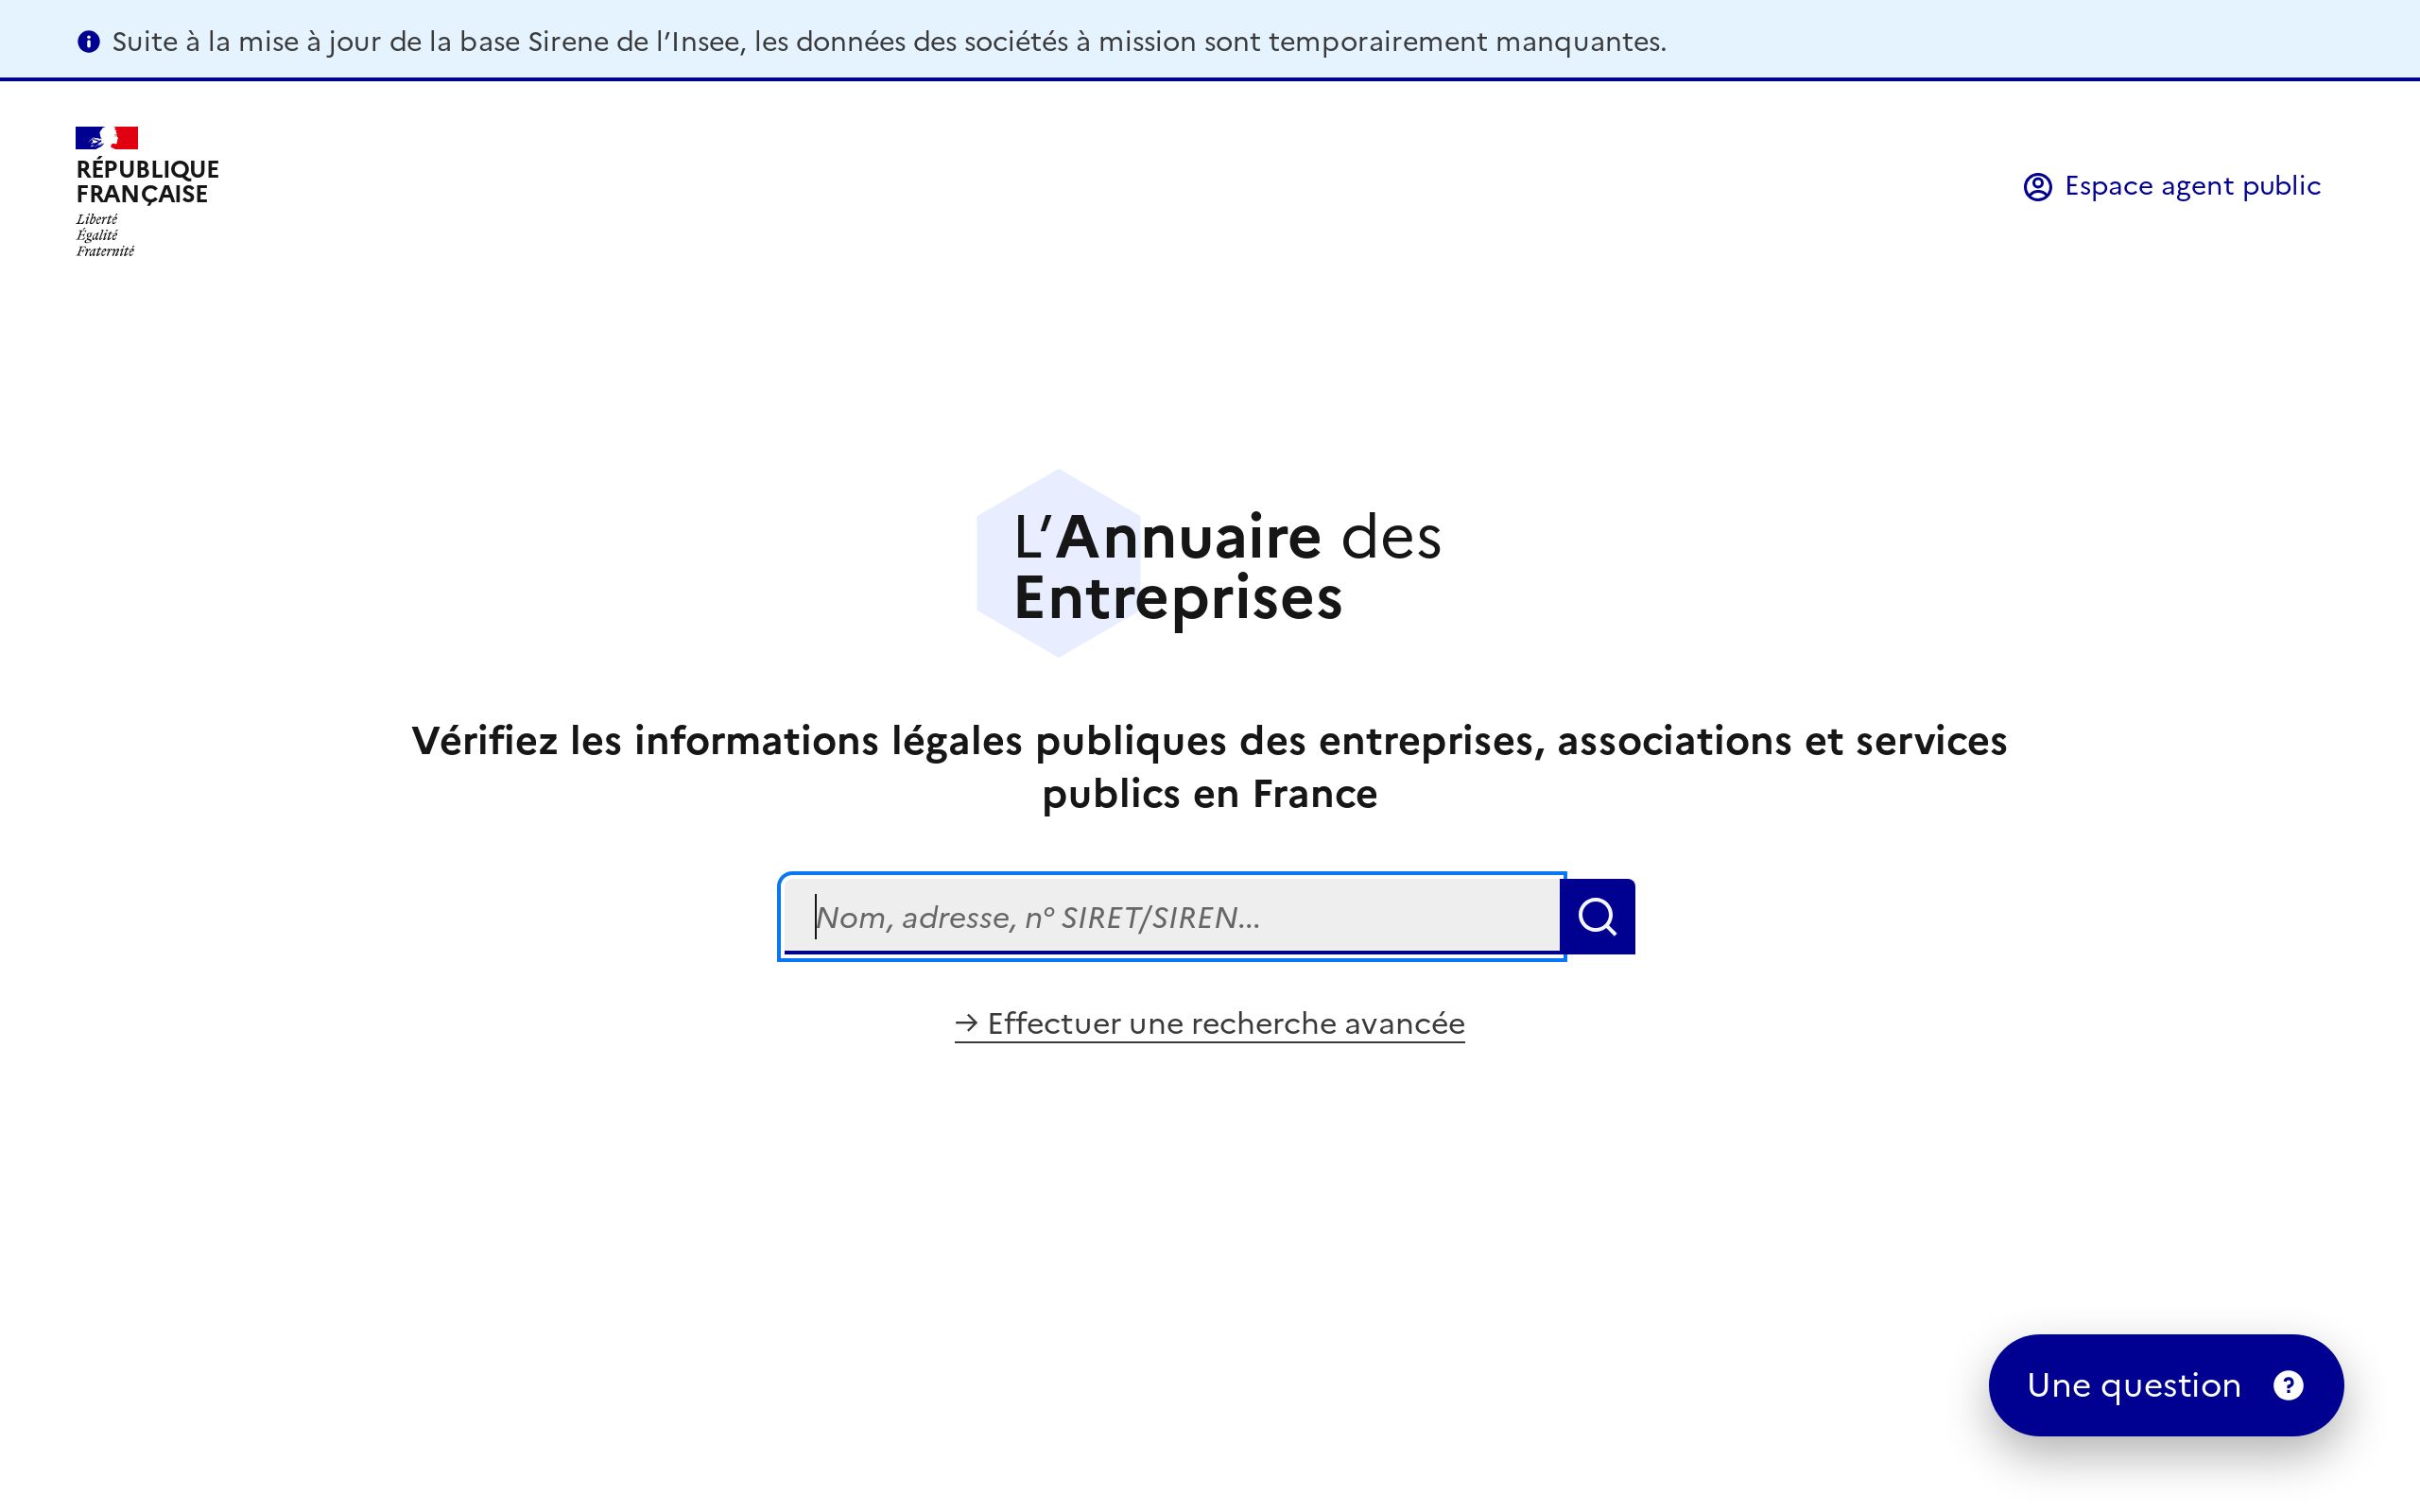 Suite à la mise à jour de la base Sirene de l’Insee, les données des sociétés à mission sont temporairement manquantes.
RÉPUBLIQUE
FRANÇAISE
Liberté
Égalité
Fraternité
Espace agent public
L’Annuaire des
Entreprises
Vérifiez les informations légales publiques des entreprises, associations et services
publics en France
Nom, adresse, n° SIRET/SIREN...
→ Effectuer une recherche avancée
Une question ?